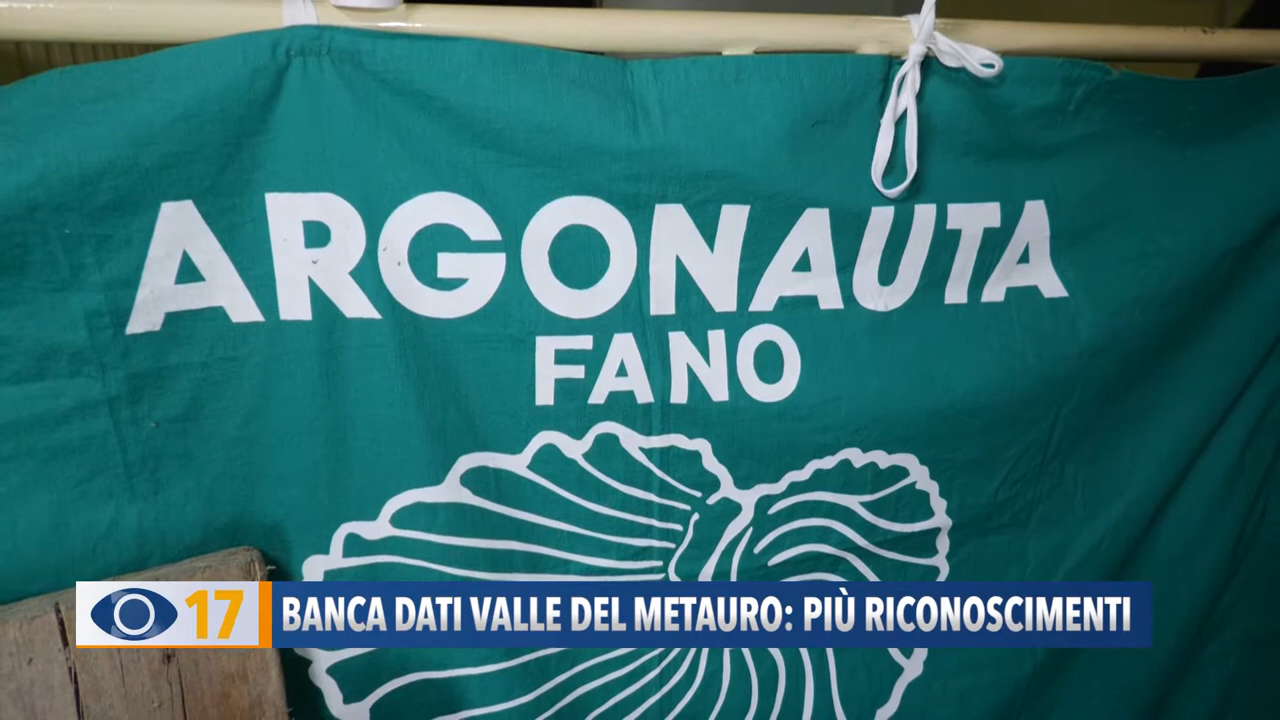 ARGONAUTA
FANO
17
BANCA DATI VALLE DEL METAURO: PIÙ RICONOSCIMENTI